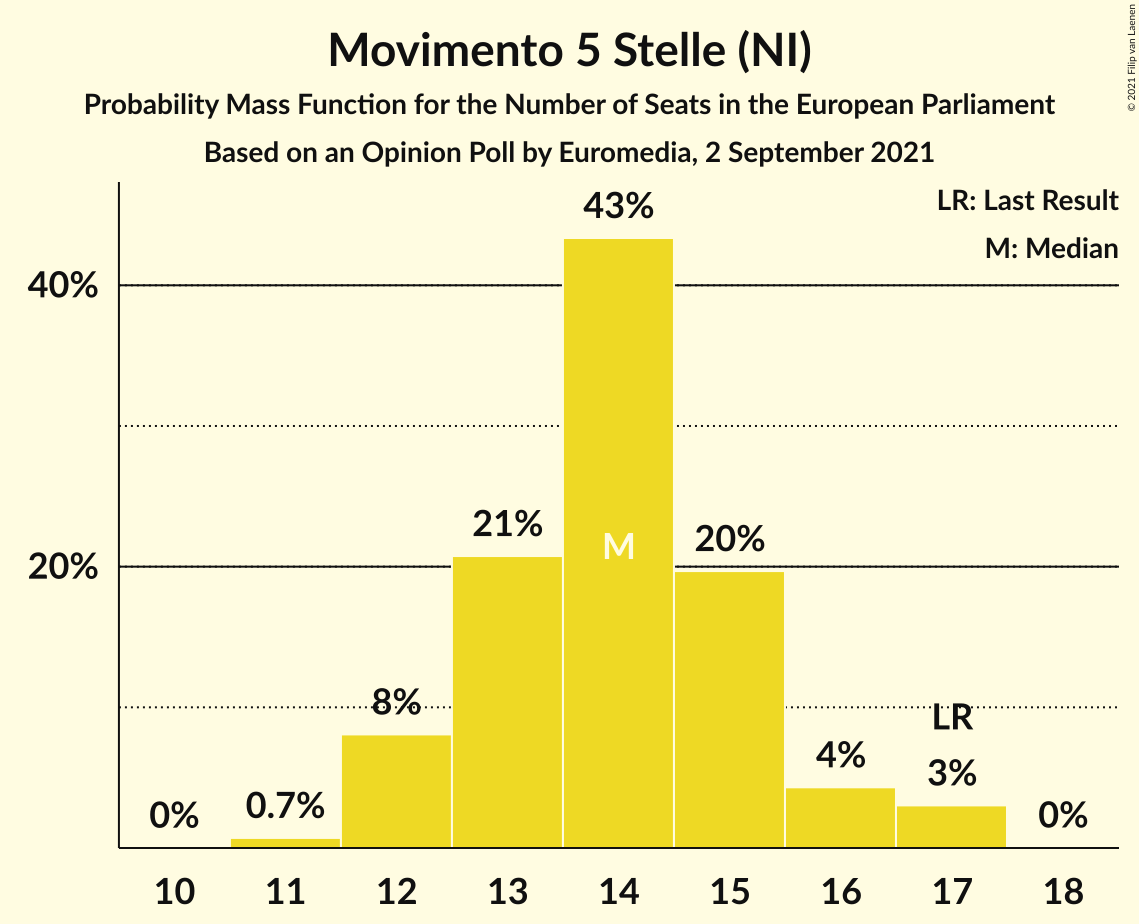 Movimento 5 Stelle (NI)
Probability Mass Function for the Number of Seats in the European Parliament
Based on an Opinion Poll by Euromedia, 2 September 2021
© 2021 Filip van Laenen
LR: Last Result
M: Median
43%
40%
21%
M
20%
20%
8%
LR
4%
3%
0%
0.7%
0%
10 11 12 13 14 15 16 17 18